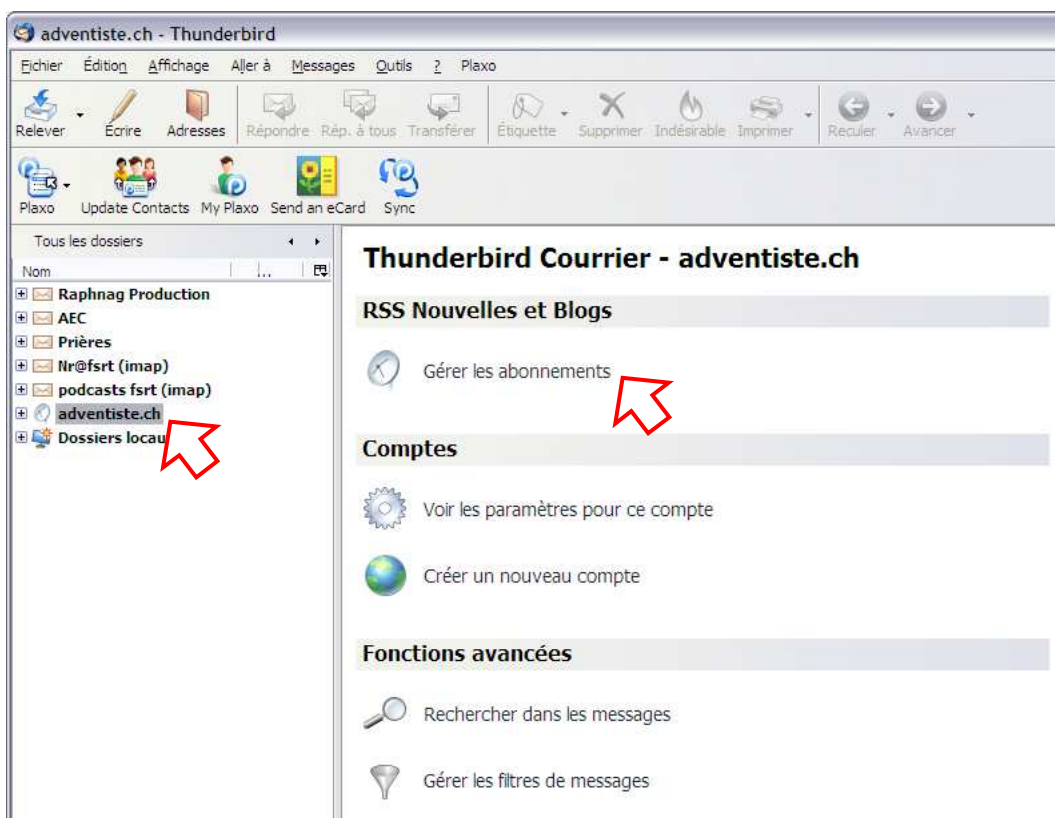 adventiste.ch - Thunderbird
Fichier Édition Affichage Aller à Messages Outils ? Plaxo
Relever Écrire Adresses Répondre Rép. à tous Transférer Étiquette Supprimer Indésirable Imprimer Reculer Avancer
Plaxo Update Contacts My Plaxo Send an eCard Sync
Tous les dossiers
Nom ...
Raphnag Production
AEC
Prières
Nr@fsrt (imap)
podcasts fsrt (imap)
adventiste.ch
Dossiers locau
Thunderbird Courrier - adventiste.ch
RSS Nouvelles et Blogs
Gérer les abonnements
Comptes
Voir les paramètres pour ce compte
Créer un nouveau compte
Fonctions avancées
Rechercher dans les messages
Gérer les filtres de messages